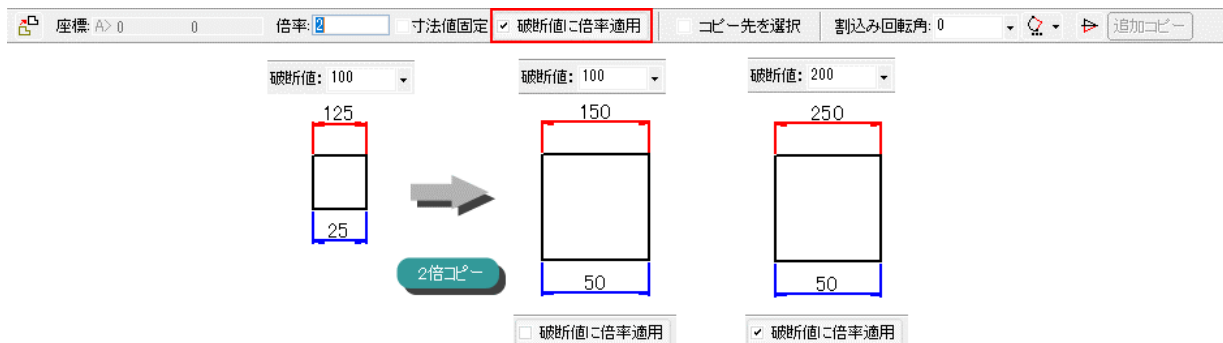 座標: A> 0 0 倍率: 2 寸法値固定 破断値に倍率適用 コピー先を選択 割込み回転角: 0 追加コピー
破断値: 100 破断値: 100 破断値: 200
125 150 250
25
2倍コピー
50 50
破断値に倍率適用 破断値に倍率適用